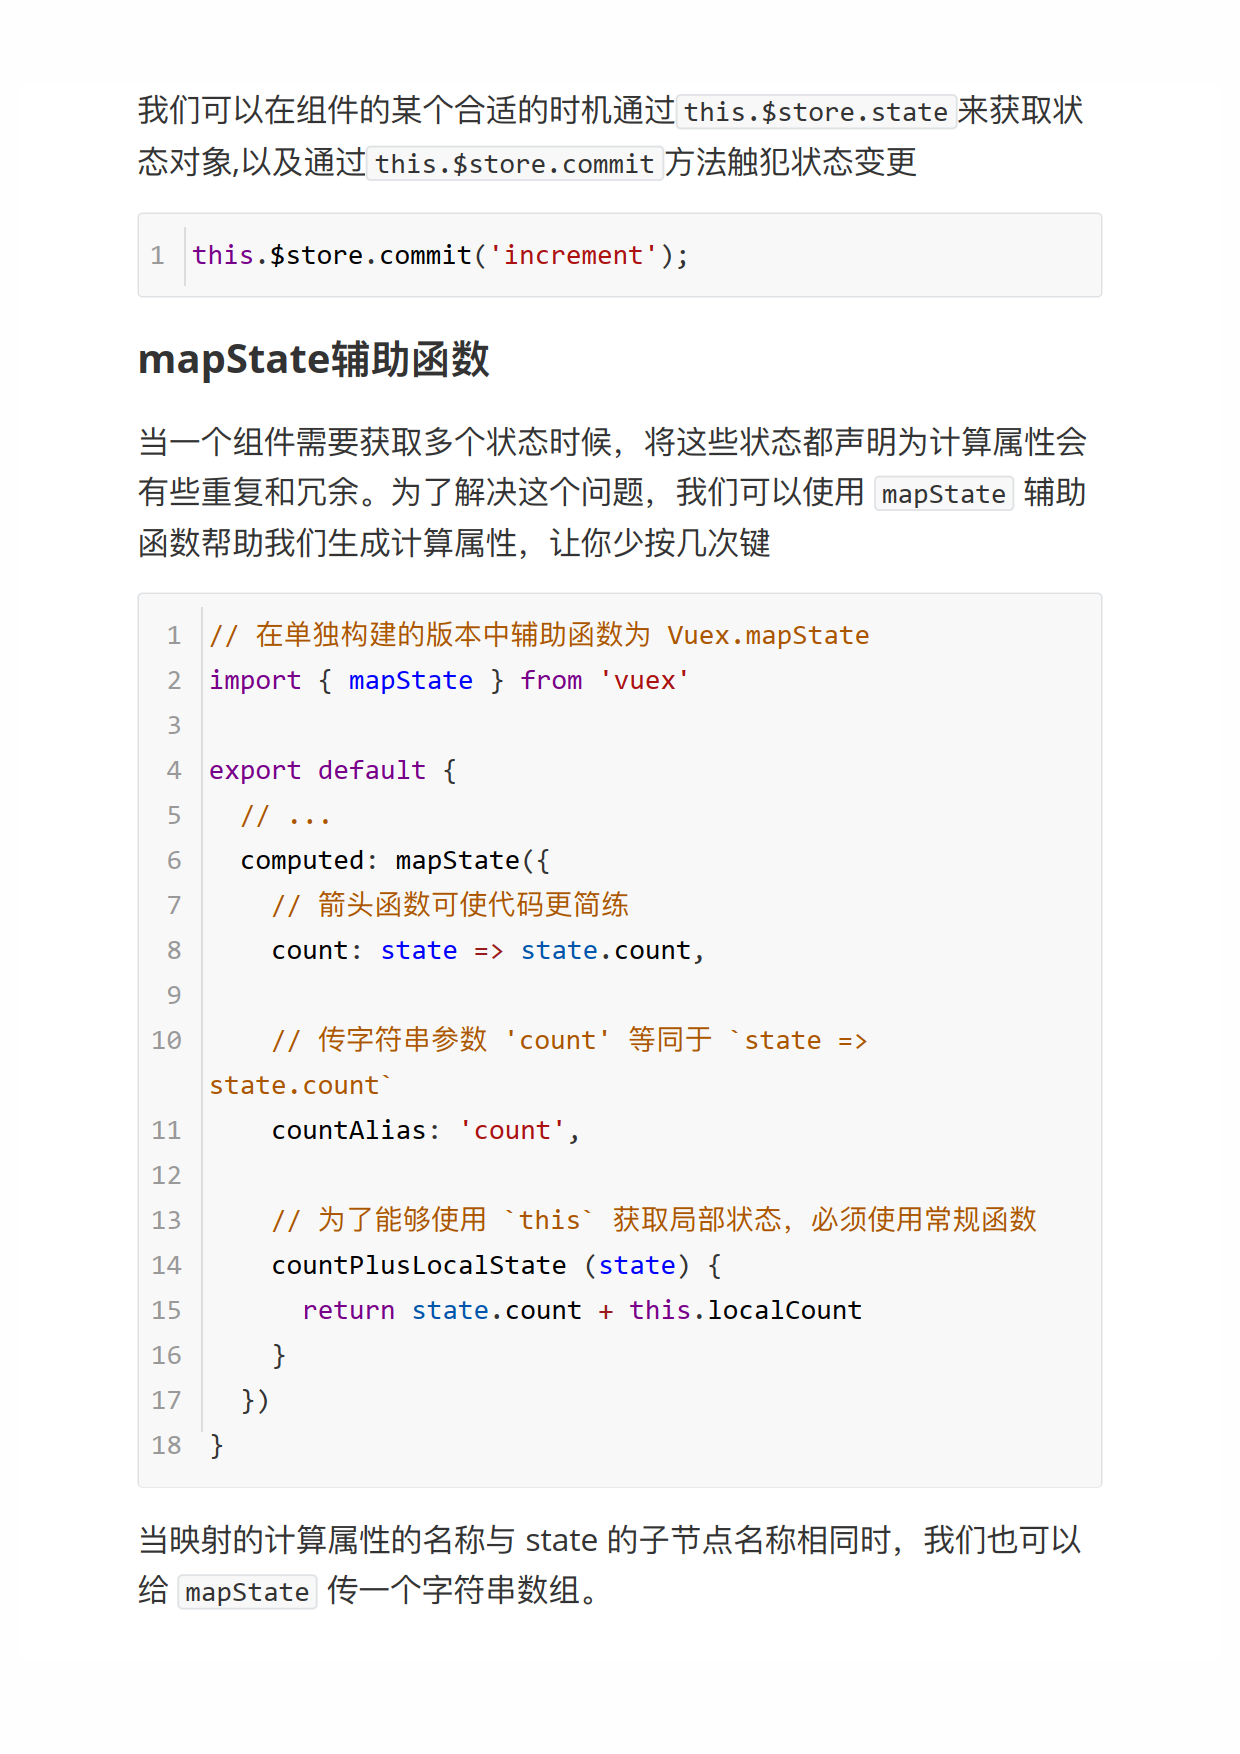 我们可以在组件的某个合适的时机通过this.$store.state来获取状
态对象,以及通过this.$store.commit方法触犯状态变更
1 this.$store.commit('increment');
mapState辅助函数
当一个组件需要获取多个状态时候，将这些状态都声明为计算属性会
有些重复和冗余。为了解决这个问题，我们可以使用 mapState 辅助
函数帮助我们生成计算属性，让你少按几次键
1 // 在单独构建的版本中辅助函数为 Vuex.mapState
2 import { mapState } from 'vuex'
3
4 export default {
5   // ...
6   computed: mapState({
7     // 箭头函数可使代码更简练
8     count: state => state.count,
9
10     // 传字符串参数 'count' 等同于 `state =>
state.count`
11     countAlias: 'count',
12
13     // 为了能够使用 `this` 获取局部状态，必须使用常规函数
14     countPlusLocalState (state) {
15       return state.count + this.localCount
16     }
17   })
18 }
当映射的计算属性的名称与 state 的子节点名称相同时，我们也可以
给 mapState 传一个字符串数组。